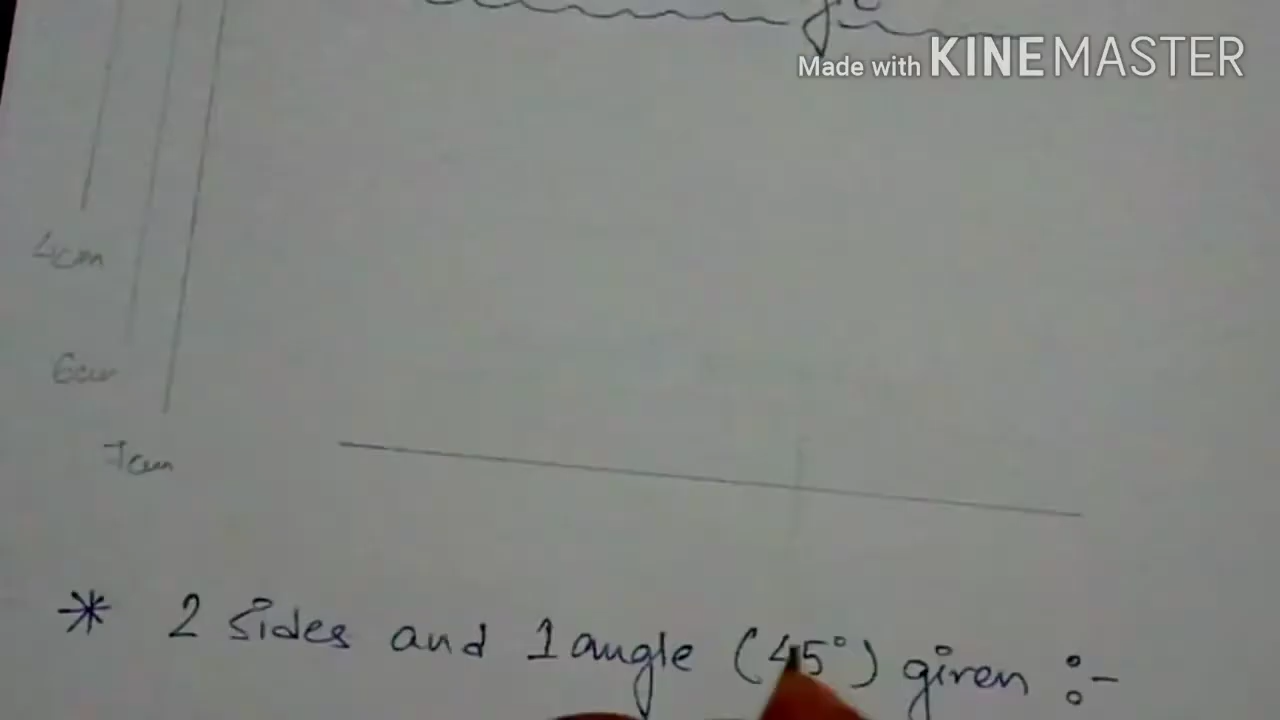 Made with KINEMASTER
4cm
6cm
7cm
* 2 sides and 1 angle (45°) given :-